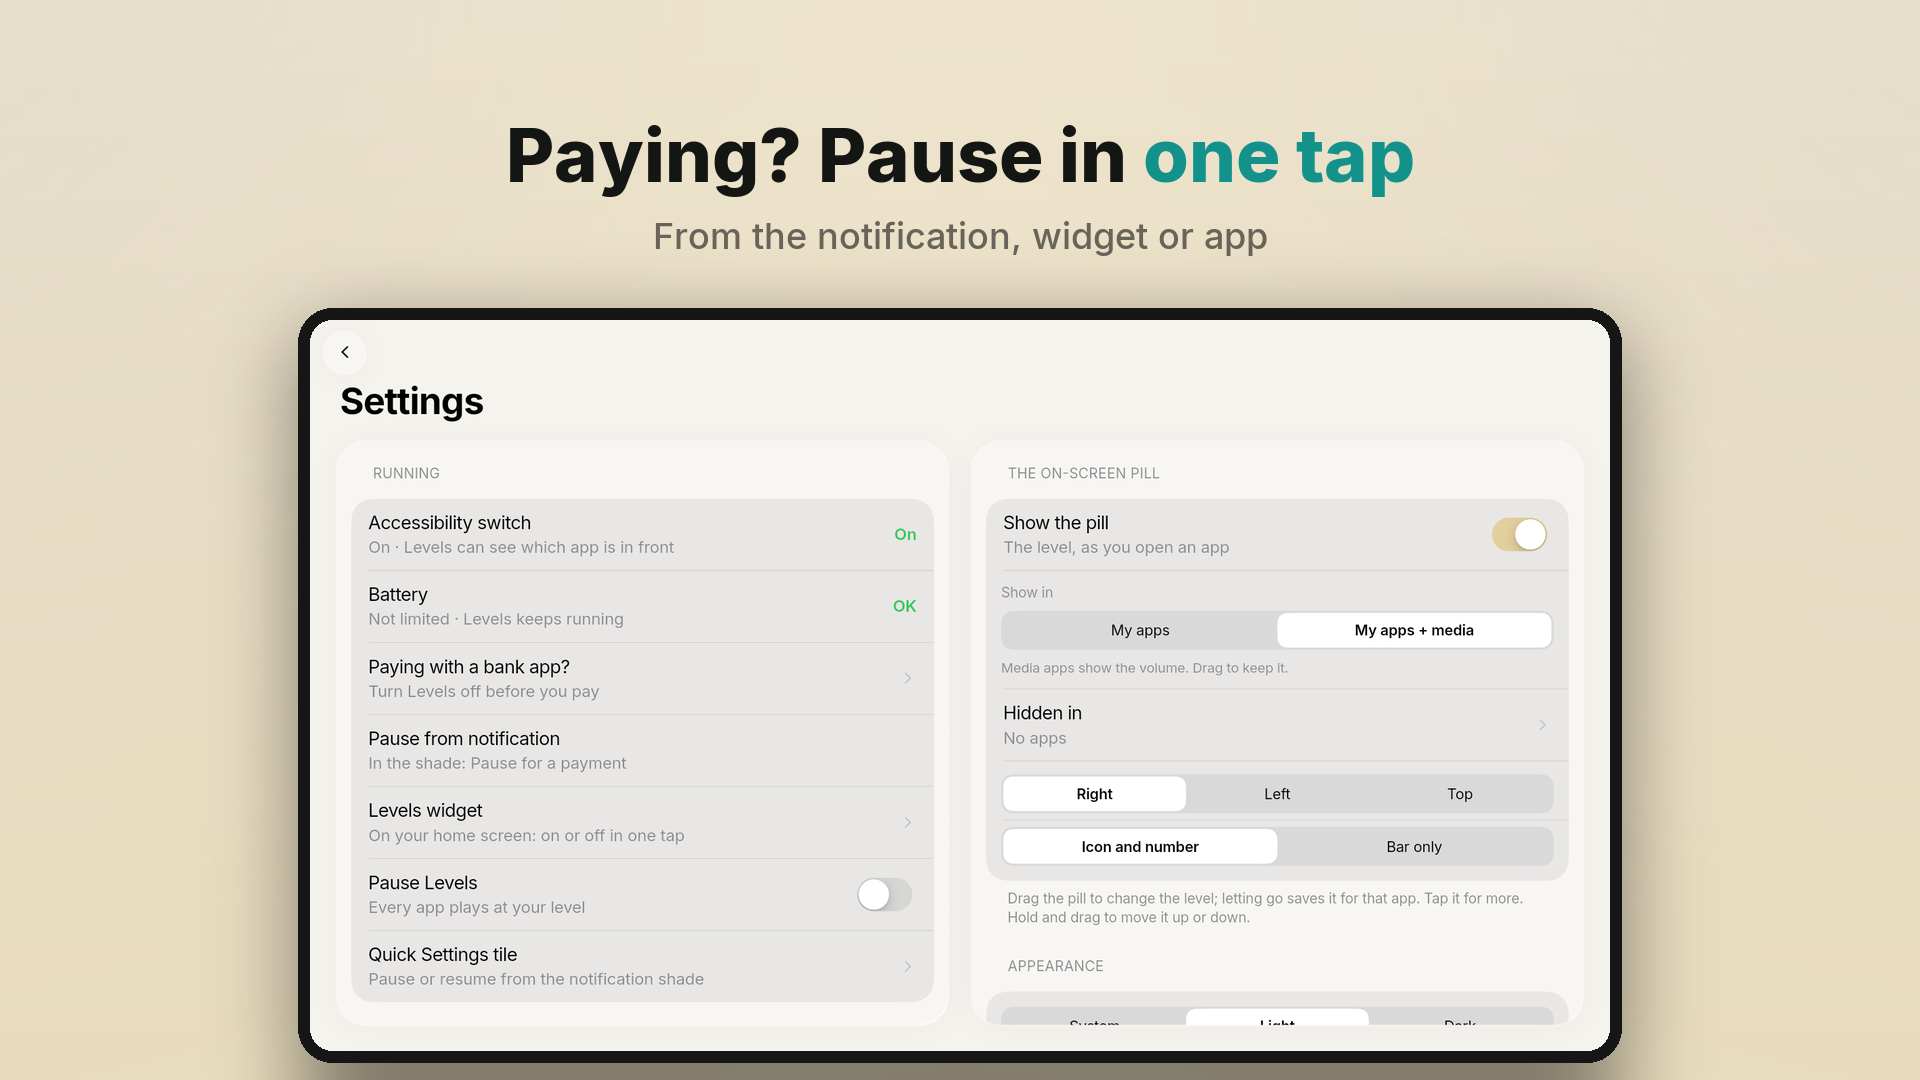 Paying? Pause in one tap
From the notification, widget or app
Settings
RUNNING
Accessibility switch
On · Levels can see which app is in front
On
Battery
Not limited · Levels keeps running
OK
Paying with a bank app?
Turn Levels off before you pay
Pause from notification
In the shade: Pause for a payment
Levels widget
On your home screen: on or off in one tap
Pause Levels
Every app plays at your level
Quick Settings tile
Pause or resume from the notification shade
THE ON-SCREEN PILL
Show the pill
The level, as you open an app
Show in
My apps
My apps + media
Media apps show the volume. Drag to keep it.
Hidden in
No apps
Right
Left
Top
Icon and number
Bar only
Drag the pill to change the level; letting go saves it for that app. Tap it for more.
Hold and drag to move it up or down.
APPEARANCE
System
Light
Dark